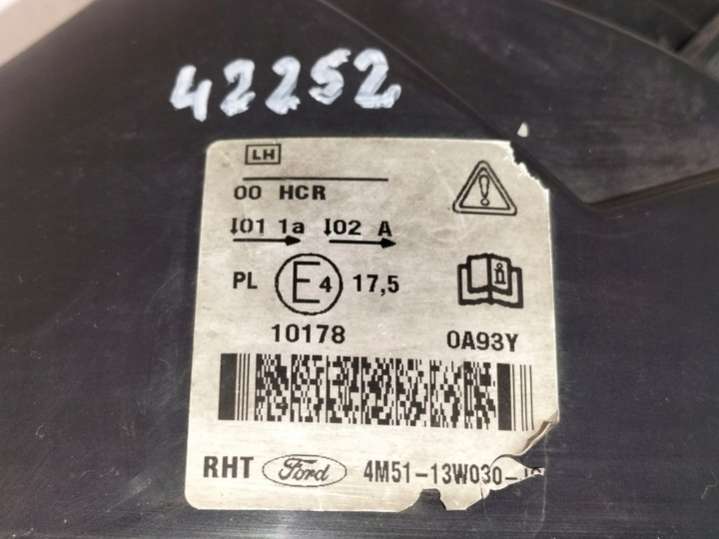 42252
LH
00 HCR
I01 1a I02 A
PL E4 17,5
10178 0A93Y
RHT Ford 4M51-13W030-